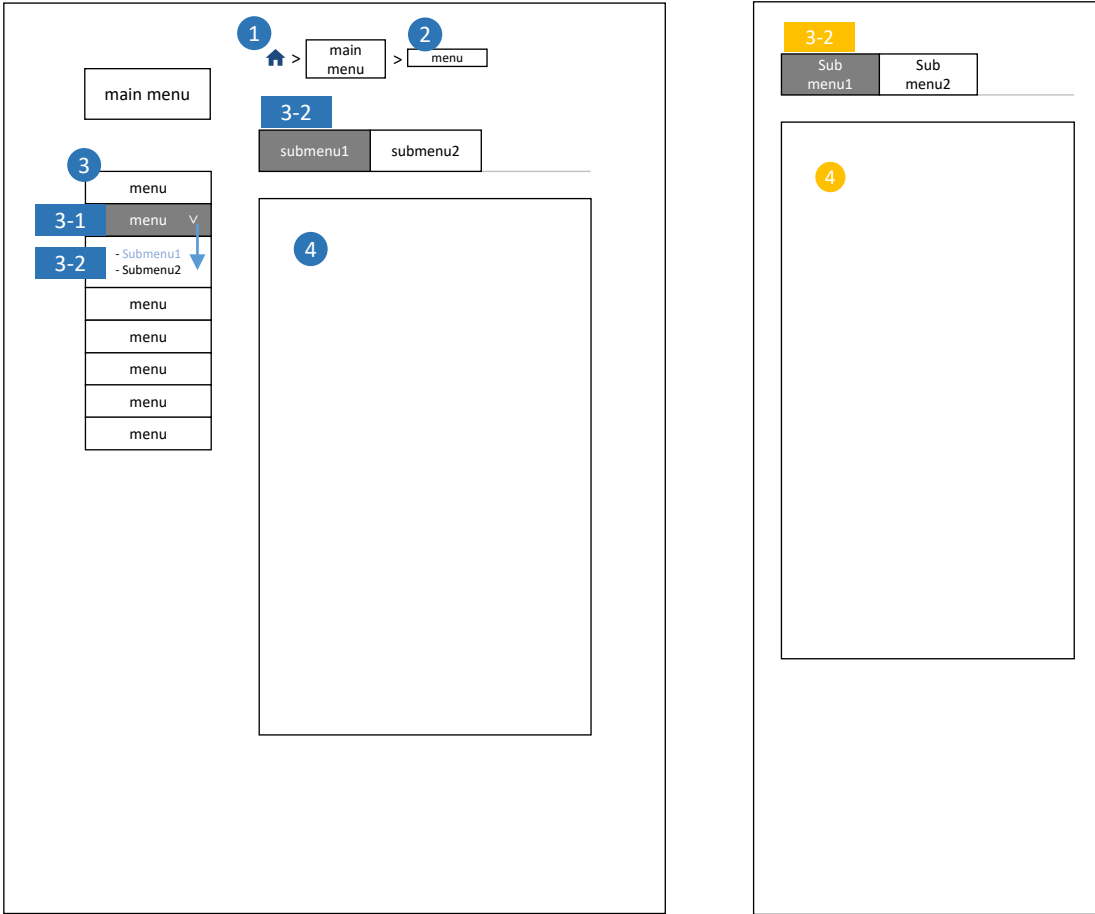 1
2
> main
menu > menu
main menu
3-2
submenu1 submenu2
3
menu
3-1 menu ˅
3-2 - Submenu1
- Submenu2
menu
menu
menu
menu
menu
4
3-2
Sub
menu1
Sub
menu2
4